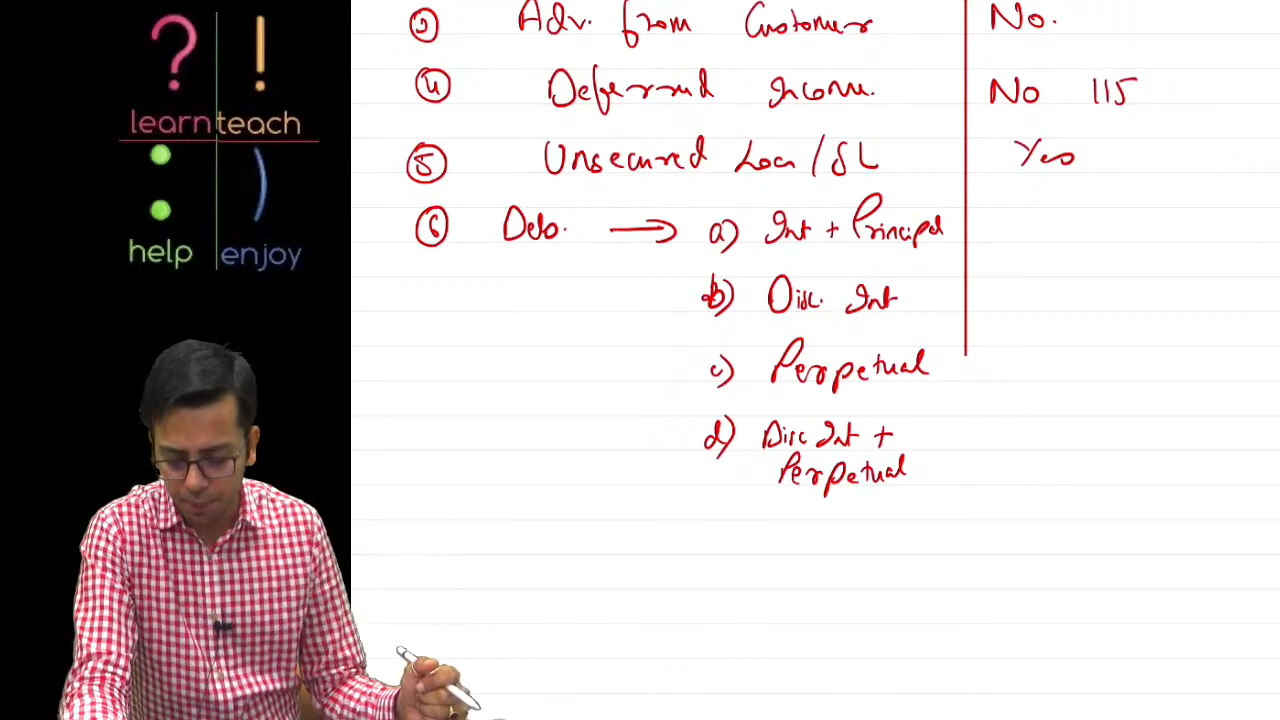 ? !
learn teach
: )
help enjoy
③ Adv. from Customer No.
④ Deferred Income. No 115
⑤ Unsecured Loan / SL Yes
⑥ Deb. → a) Int + Principal
b) Disc. Int
c) Perpetual
d) Disc Int +
Perpetual